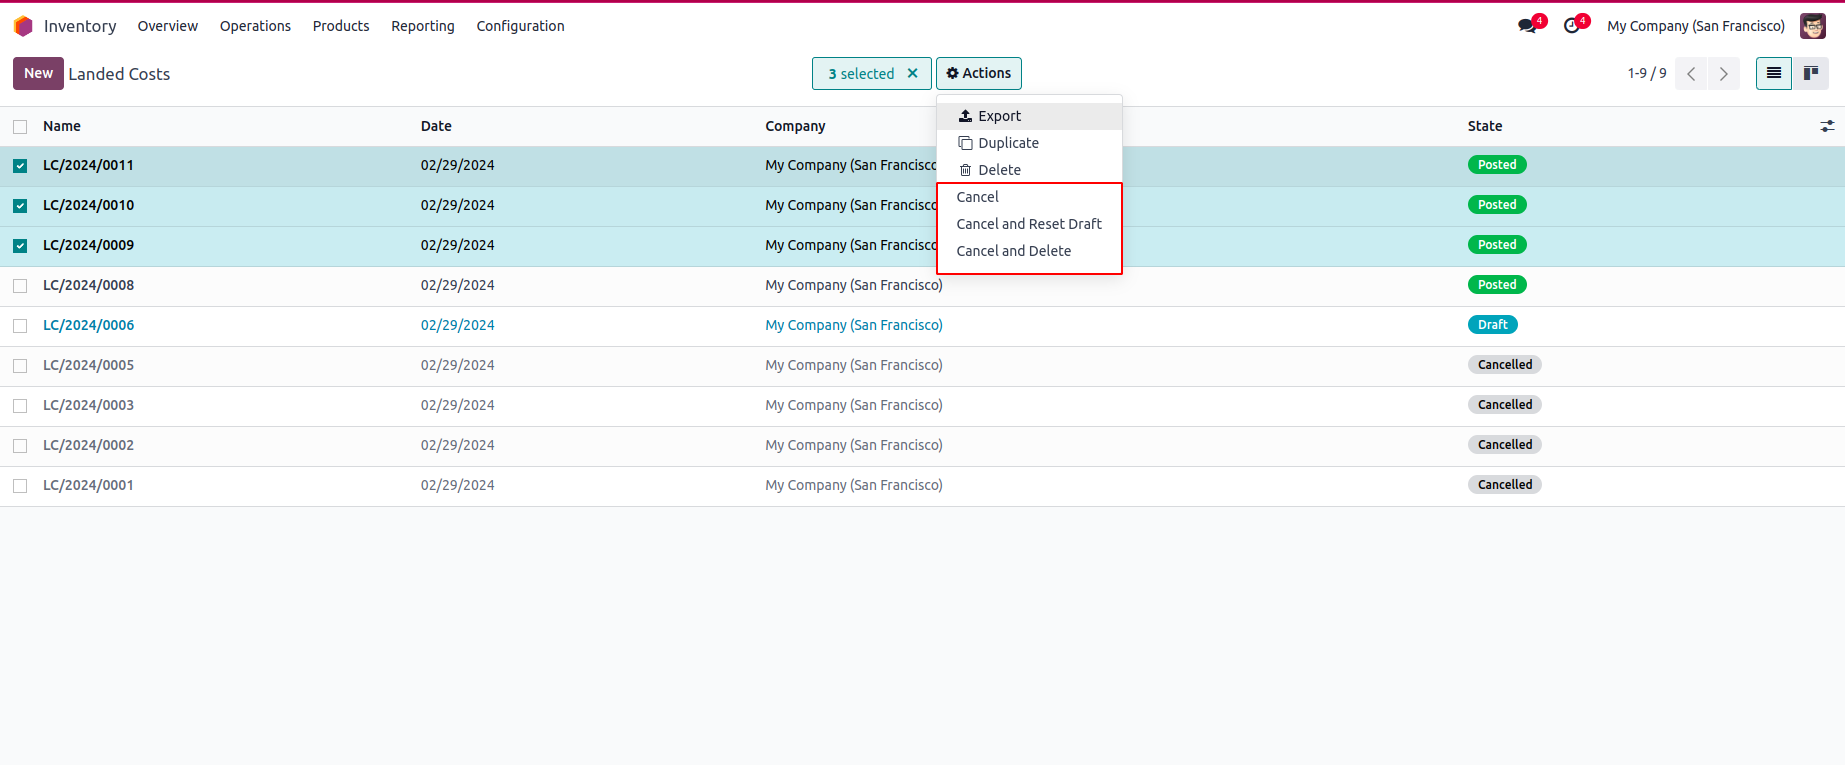 Inventory Overview Operations Products Reporting Configuration 4 4 My Company (San Francisco)
New Landed Costs 3 selected Actions 1-9 / 9
Export
Duplicate
Delete
Cancel
Cancel and Reset Draft
Cancel and Delete
Name Date Company State
LC/2024/0011 02/29/2024 My Company (San Francisco Posted
LC/2024/0010 02/29/2024 My Company (San Francisco Posted
LC/2024/0009 02/29/2024 My Company (San Francisco Posted
LC/2024/0008 02/29/2024 My Company (San Francisco) Posted
LC/2024/0006 02/29/2024 My Company (San Francisco) Draft
LC/2024/0005 02/29/2024 My Company (San Francisco) Cancelled
LC/2024/0003 02/29/2024 My Company (San Francisco) Cancelled
LC/2024/0002 02/29/2024 My Company (San Francisco) Cancelled
LC/2024/0001 02/29/2024 My Company (San Francisco) Cancelled